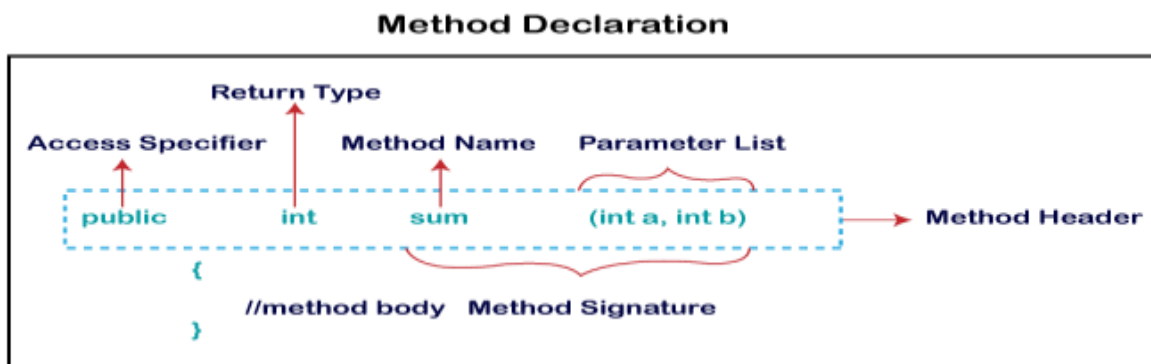 Method Declaration
Return Type
Access Specifier
Method Name
Parameter List
public int sum (int a, int b)
Method Header
{
//method body
Method Signature
}